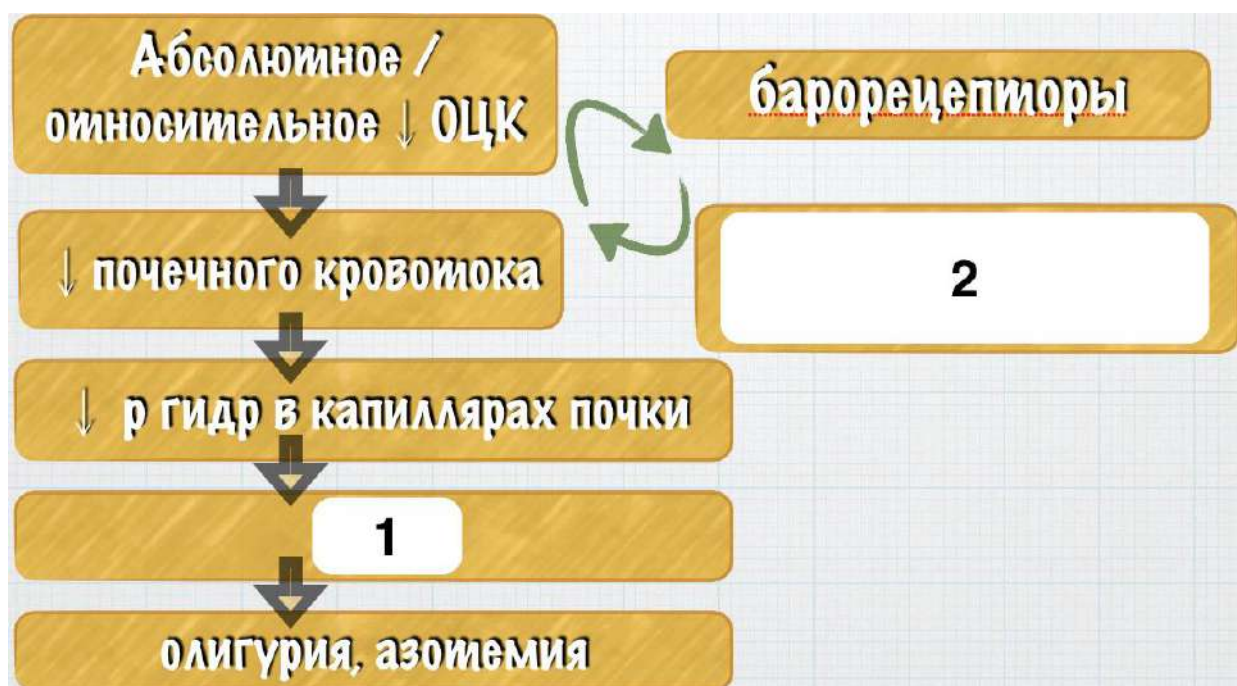 Абсолютное /
относительное ↓ ОЦК
барорецепторы
↓ почечного кровотока
2
↓ р гидр в капиллярах почки
1
олигурия, азотемия